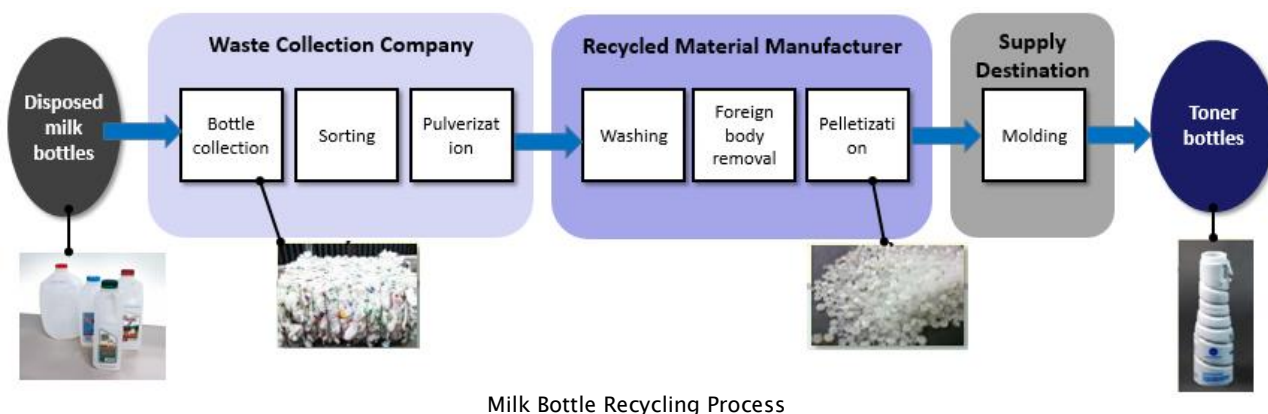 Waste Collection Company
Recycled Material Manufacturer
Supply
Destination
Disposed
milk
bottles
Bottle
collection
Sorting
Pulverizat
ion
Washing
Foreign
body
removal
Pelletizati
on
Molding
Toner
bottles
Milk Bottle Recycling Process